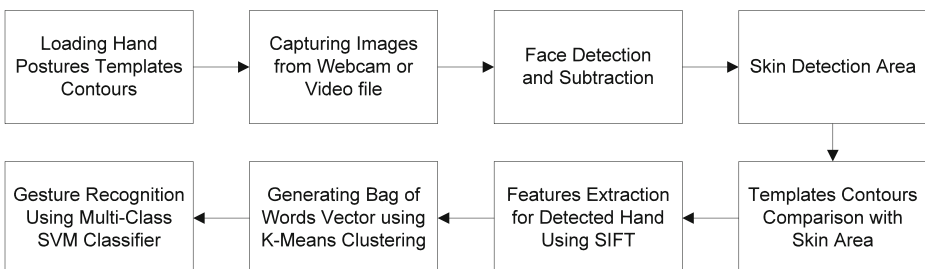 Loading Hand
Postures Templates
Contours
Capturing Images
from Webcam or
Video file
Face Detection
and Subtraction
Skin Detection Area
Templates Contours
Comparison with
Skin Area
Features Extraction
for Detected Hand
Using SIFT
Generating Bag of
Words Vector using
K-Means Clustering
Gesture Recognition
Using Multi-Class
SVM Classifier